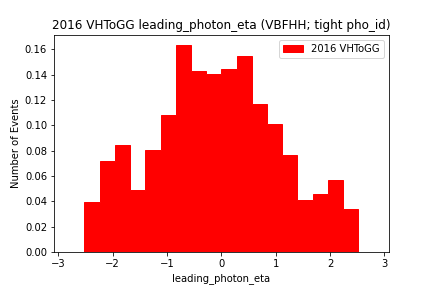 2016 VHToGG leading_photon_eta (VBFHH; tight pho_id)
2016 VHToGG
Number of Events
0.16
0.14
0.12
0.10
0.08
0.06
0.04
0.02
0.00
−3 −2 −1 0 1 2 3
leading_photon_eta